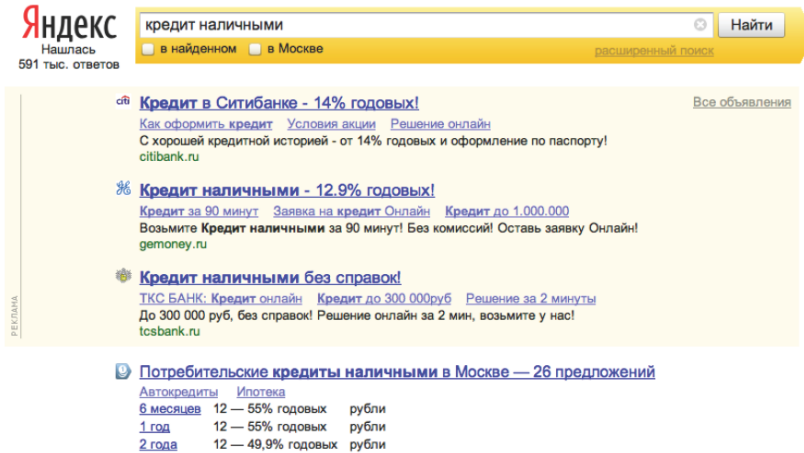 Яндекс
кредит наличными
Найти
Нашлась
591 тыс. ответов
в найденном в Москве
расширенный поиск
citi
Кредит в Ситибанке - 14% годовых!
Все объявления
Как оформить кредит Условия акции Решение онлайн
С хорошей кредитной историей - от 14% годовых и оформление по паспорту!
citibank.ru
Кредит наличными - 12.9% годовых!
Кредит за 90 минут Заявка на кредит Онлайн Кредит до 1.000.000
Возьмите Кредит наличными за 90 минут! Без комиссий! Оставь заявку Онлайн!
gemoney.ru
Кредит наличными без справок!
ТКС БАНК: Кредит онлайн Кредит до 300 000руб Решение за 2 минуты
До 300 000 руб, без справок! Решение онлайн за 2 мин, возьмите у нас!
tcsbank.ru
РЕКЛАМА
Потребительские кредиты наличными в Москве — 26 предложений
Автокредиты Ипотека
6 месяцев 12 — 55% годовых рубли
1 год 12 — 55% годовых рубли
2 года 12 — 49,9% годовых рубли